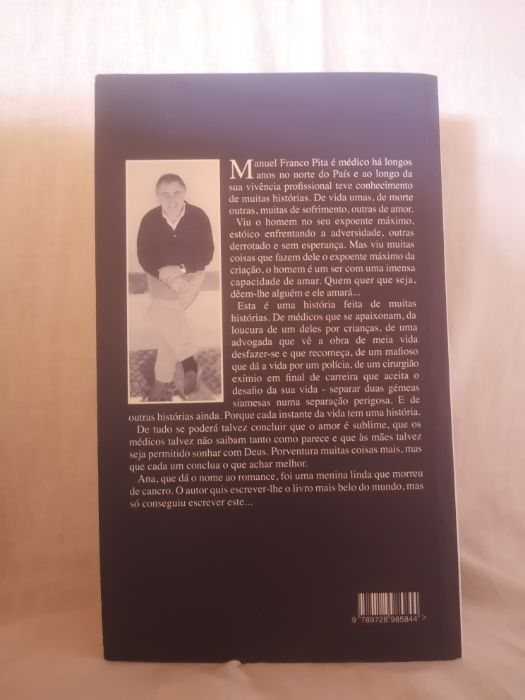 Manuel Franco Pita é médico há longos
anos no norte do País e ao longo da
sua vivência profissional teve conhecimento
de muitas histórias. De vida umas, de morte
outras, muitas de sofrimento, outras de amor.
Viu o homem no seu expoente máximo,
estóico enfrentando a adversidade, outras
derrotado e sem esperança. Mas viu muitas
coisas que fazem dele o expoente máximo da
criação, o homem é um ser com uma imensa
capacidade de amar. Quem quer que seja,
dêem-lhe alguém e ele amará...
Esta é uma história feita de muitas
histórias. De médicos que se apaixonam, da
loucura de um deles por crianças, de uma
advogada que vê a obra de meia vida
desfazer-se e que recomeça, de um mafioso
que dá a vida por um polícia, de um cirurgião
exímio em final de carreira que aceita o
desafio da sua vida - separar duas gémeas
siamesas numa separação perigosa. E de
outras histórias ainda. Porque cada instante da vida tem uma história.
De tudo se poderá talvez concluir que o amor é sublime, que os
médicos talvez não saibam tanto como parece e que às mães talvez
seja permitido sonhar com Deus. Porventura muitas coisas mais, mas
que cada um conclua o que achar melhor.
Ana, que dá o nome ao romance, foi uma menina linda que morreu
de cancro. O autor quis escrever-lhe o livro mais belo do mundo, mas
só conseguiu escrever este...
9 789728 985844 >